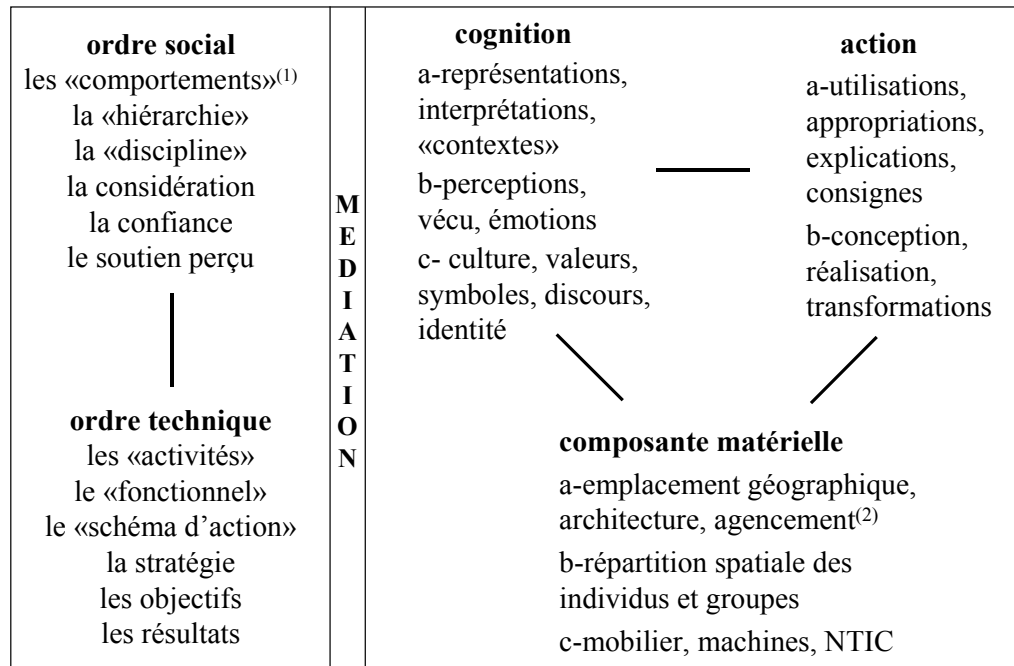 ordre social
les «comportements»(1)
la «hiérarchie»
la «discipline»
la considération
la confiance
le soutien perçu
ordre technique
les «activités»
le «fonctionnel»
le «schéma d’action»
la stratégie
les objectifs
les résultats
M
E
D
I
A
T
I
O
N
cognition
a-représentations,
interprétations,
«contextes»
b-perceptions,
vécu, émotions
c- culture, valeurs,
symboles, discours,
identité
action
a-utilisations,
appropriations,
explications,
consignes
b-conception,
réalisation,
transformations
composante matérielle
a-emplacement géographique,
architecture, agencement(2)
b-répartition spatiale des
individus et groupes
c-mobilier, machines, NTIC